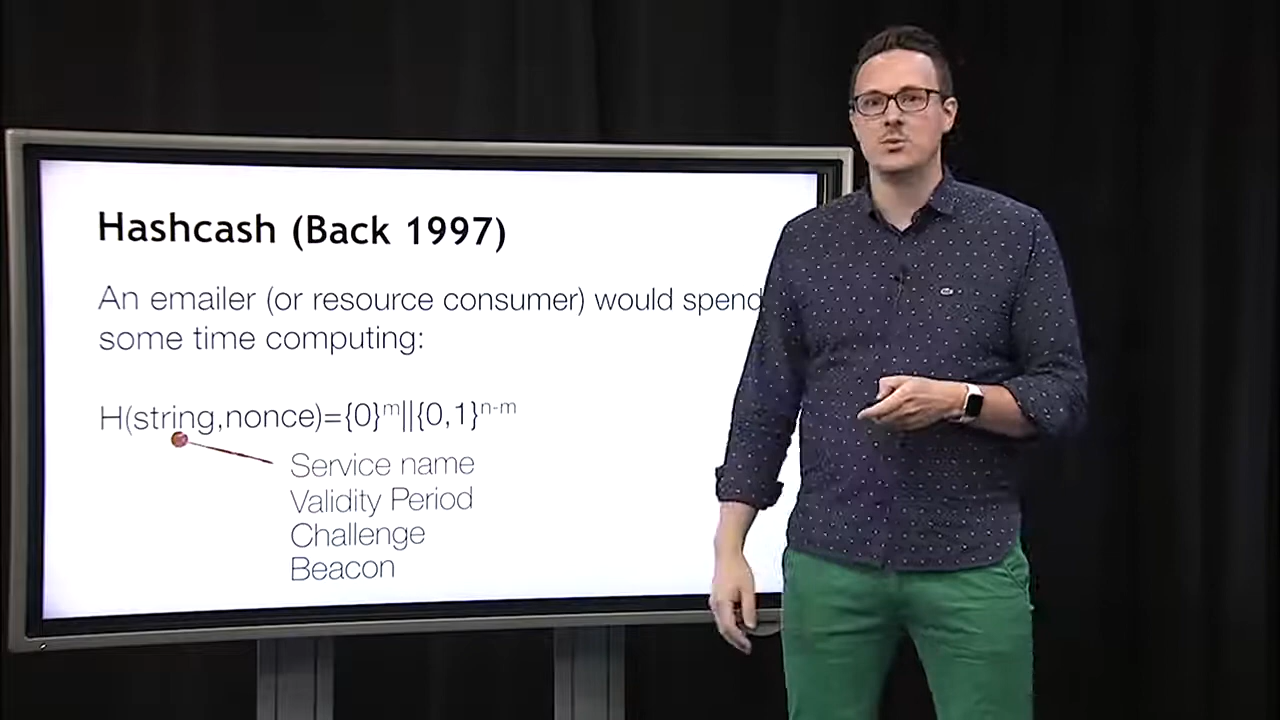 Hashcash (Back 1997)
An emailer (or resource consumer) would spend
some time computing:
H(string,nonce)={0}ᵐ||{0,1}ⁿ⁻ᵐ
Service name
Validity Period
Challenge
Beacon